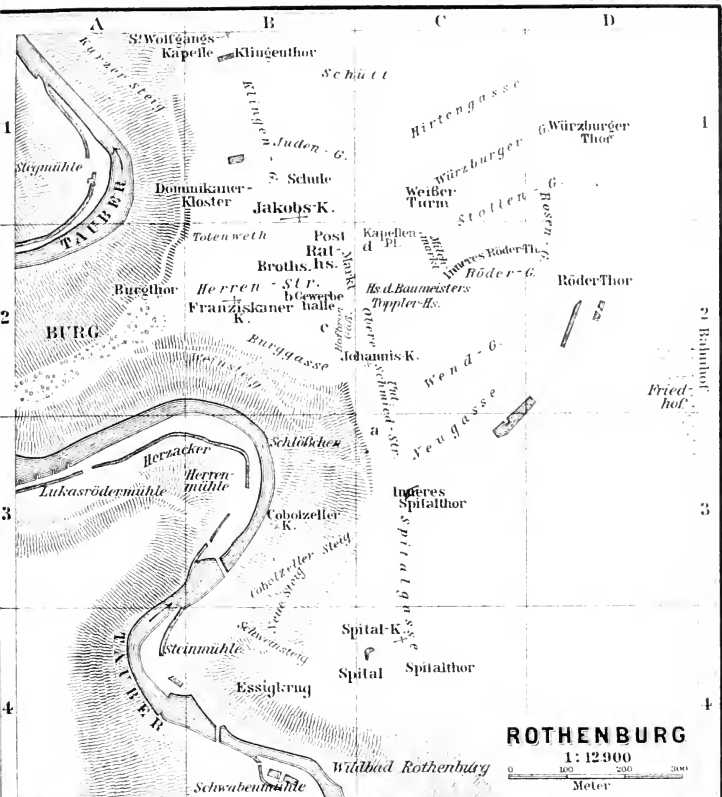 A B C D
St Wolfgangs-
Kapelle
Klingenthor
Kurzer Steig
Schütt
Klingen
Hirtengasse
1
Juden-G.
Würzburger G.
Würzburger
Thor
1
Stegmühle
Schule
Weißer
Turm
Stollen G.
Rosen-G.
Dominikaner-
Kloster
Jakobs-K.
TAUBER
Totenweth
Post
Kapellen
Pl.
d
Milch
markt
Inneres Röder-Th.
Rat-
hs.
Markt
Röder-G.
Röder Thor
Broths.
Burgthor
Herren-Str.
b Gewerbe
halle
Hs. d. Baumeisters
Toppler-Hs.
Franziskaner
K.
2
BURG
c
Obere Schmied-Str.
2
Bahnhof
Burggasse
Johannis-K.
Wend-G.
Weinsteig
Unt.
Fried-
hof
a
Neugasse
Schlößchen
Herzacker
Herren-
mühle
Lukasrödermühle
Inneres
Spitalthor
3
Cobolzeller
K.
3
Cobolzeller Steig
Neue Steig
Spitalgasse
Schweinsteig
Spital-K.
TAUBER
Steinmühle
Spital
Spitalthor
4
Essigkrug
4
ROTHENBURG
1:12900
0 100 200 300
Meter
Wildbad Rothenburg
Schwabenmühle